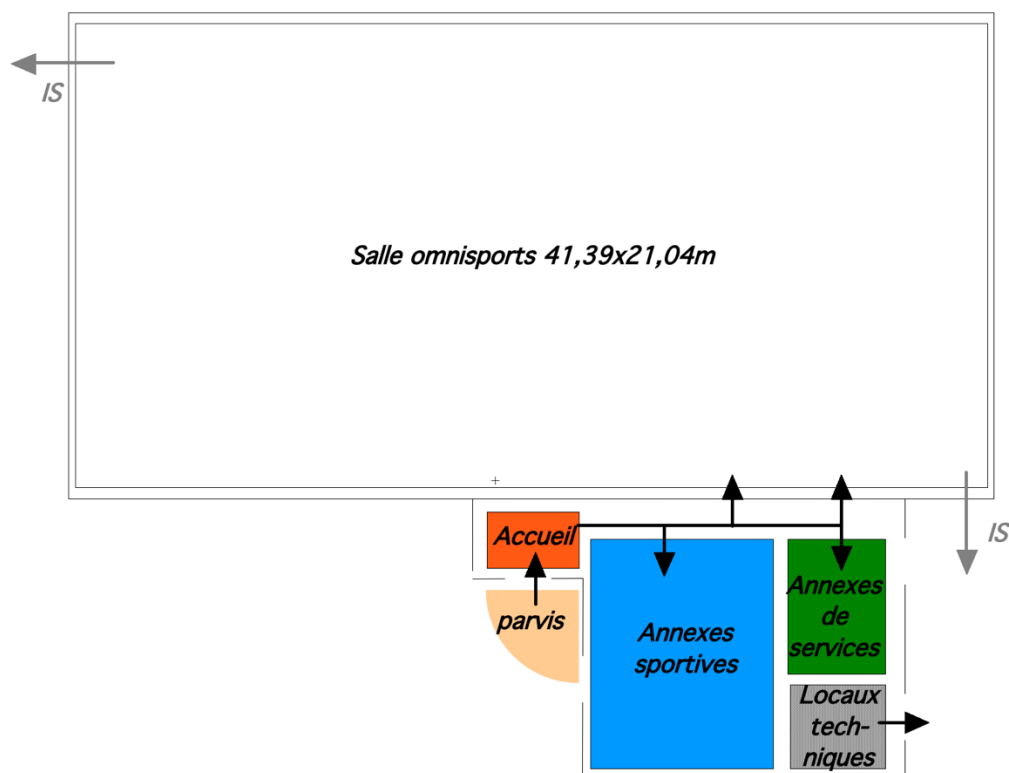 IS
Salle omnisports 41,39x21,04m
Accueil
IS
parvis
Annexes
sportives
Annexes
de
services
Locaux
tech-
niques